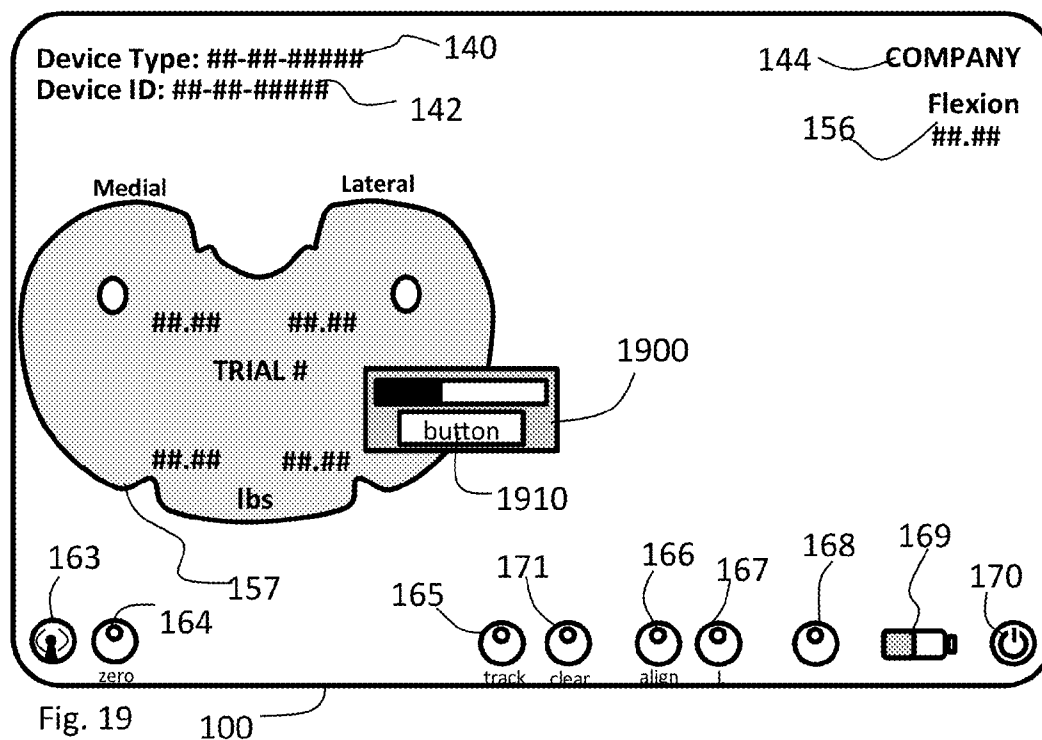 Device Type: ##-##-##### 140
Device ID: ##-##-##### 142
144 COMPANY
Flexion
156 ##.##
Medial Lateral
##.## ##.##
TRIAL #
1900
button
##.## ##.##
lbs
1910
163 164 157 165 171 166 167 168 169 170
zero track clear align I
Fig. 19 100